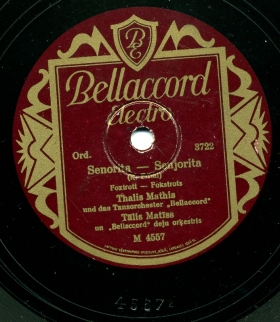 BE
Bellaccord
Electro
Ord. 3722
Senorita — Senjorita
Foxtrott — Fokstrots
Thalis Mathis
und das Tanzorchester „Bellaccord"
Tālis Matīss
un „Bellaccord" deju orķestris
M 4557